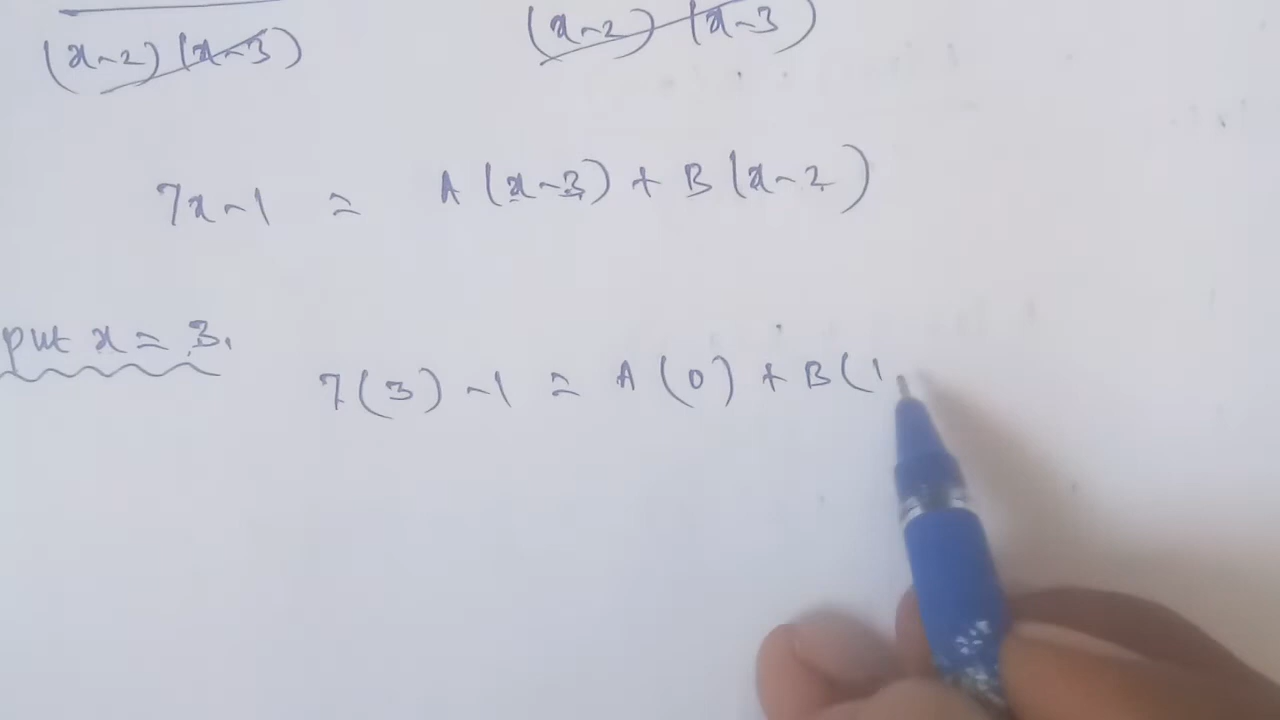 (x-2)(x-3) (x-2)(x-3)
7x-1 = A(x-3)+B(x-2)
put x = 3.
7(3)-1 = A(0)+B(1